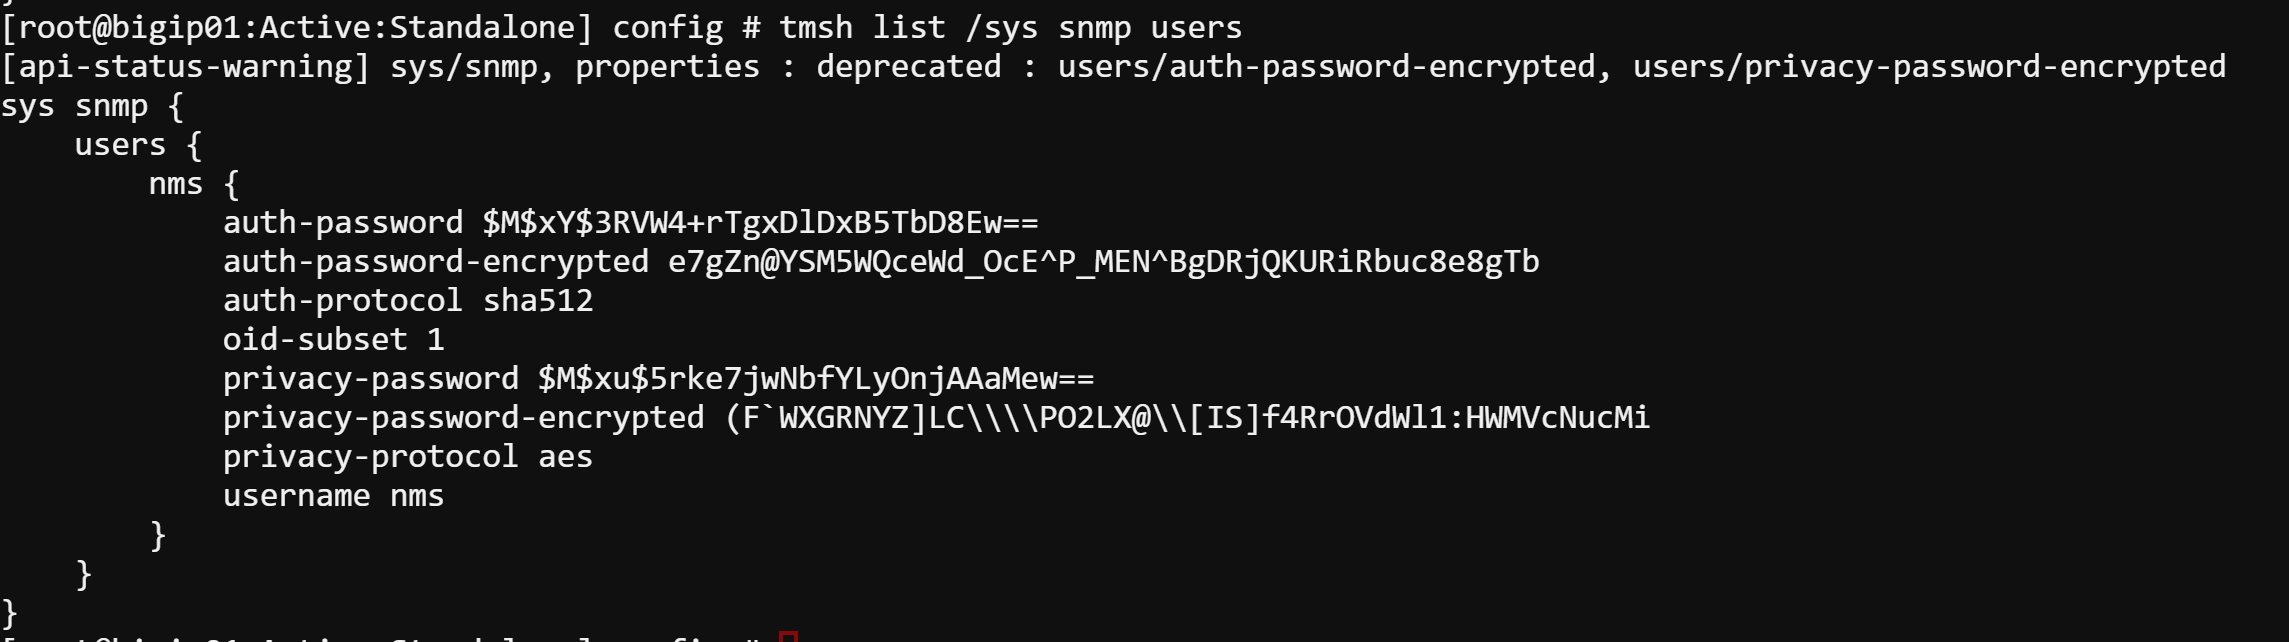 [root@bigip01:Active:Standalone] config # tmsh list /sys snmp users
[api-status-warning] sys/snmp, properties : deprecated : users/auth-password-encrypted, users/privacy-password-encrypted
sys snmp {
    users {
        nms {
            auth-password $M$xY$3RVW4+rTgxDlDxB5TbD8Ew==
            auth-password-encrypted e7gZn@YSM5WQceWd_OcE^P_MEN^BgDRjQKURiRbuc8e8gTb
            auth-protocol sha512
            oid-subset 1
            privacy-password $M$xu$5rke7jwNbfYLyOnjAAaMew==
            privacy-password-encrypted (F`WXGRNYZ]LC\\\\PO2LX@\\[IS]f4RrOVdWl1:HWMVcNucMi
            privacy-protocol aes
            username nms
        }
    }
}